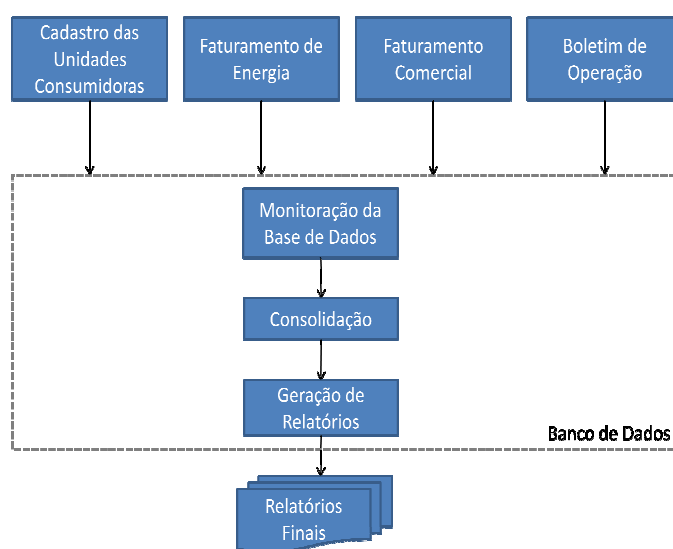 Cadastro das
Unidades
Consumidoras
Faturamento de
Energia
Faturamento
Comercial
Boletim de
Operação
Monitoração da
Base de Dados
Consolidação
Geração de
Relatórios
Banco de Dados
Relatórios
Finais